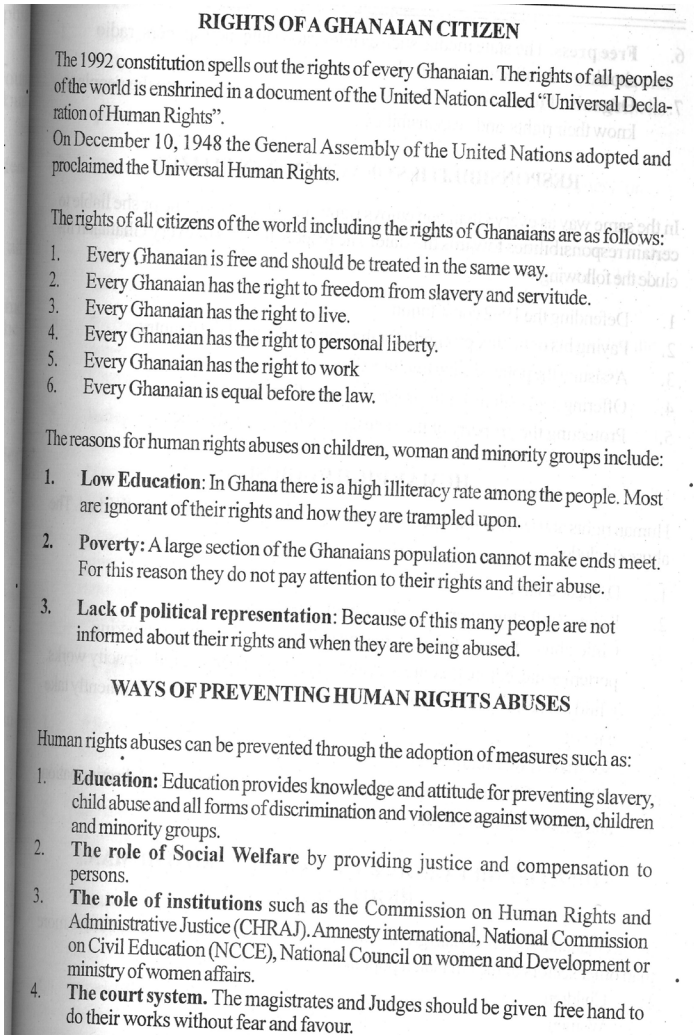 RIGHTS OF A GHANAIAN CITIZEN
The 1992 constitution spells out the rights of every Ghanaian. The rights of all peoples
of the world is enshrined in a document of the United Nation called “Universal Decla-
ration of Human Rights”.
On December 10, 1948 the General Assembly of the United Nations adopted and
proclaimed the Universal Human Rights.
The rights of all citizens of the world including the rights of Ghanaians are as follows:
1. Every Ghanaian is free and should be treated in the same way.
2. Every Ghanaian has the right to freedom from slavery and servitude.
3. Every Ghanaian has the right to live.
4. Every Ghanaian has the right to personal liberty.
5. Every Ghanaian has the right to work
6. Every Ghanaian is equal before the law.
The reasons for human rights abuses on children, woman and minority groups include:
1. Low Education: In Ghana there is a high illiteracy rate among the people. Most
are ignorant of their rights and how they are trampled upon.
2. Poverty: A large section of the Ghanaians population cannot make ends meet.
For this reason they do not pay attention to their rights and their abuse.
3. Lack of political representation: Because of this many people are not
informed about their rights and when they are being abused.
WAYS OF PREVENTING HUMAN RIGHTS ABUSES
Human rights abuses can be prevented through the adoption of measures such as:
1. Education: Education provides knowledge and attitude for preventing slavery,
child abuse and all forms of discrimination and violence against women, children
and minority groups.
2. The role of Social Welfare by providing justice and compensation to
persons.
3. The role of institutions such as the Commission on Human Rights and
Administrative Justice (CHRAJ). Amnesty international, National Commission
on Civil Education (NCCE), National Council on women and Development or
ministry of women affairs.
4. The court system. The magistrates and Judges should be given free hand to
do their works without fear and favour.